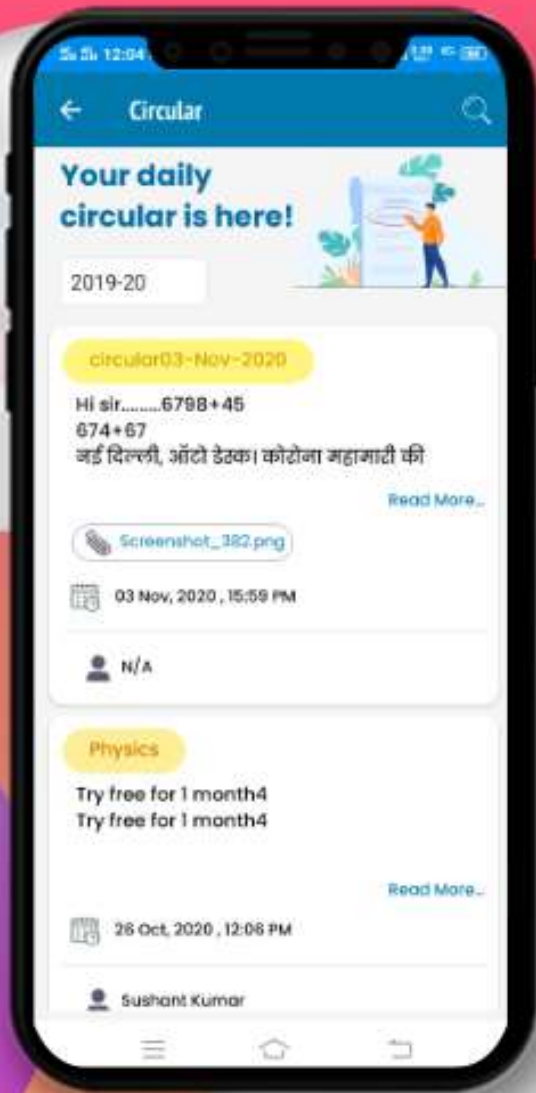 12:04
Circular
Your daily
circular is here!
2019-20
circular03-Nov-2020
Hi sir.........6798+45
674+67
नई दिल्ली, ऑटो डेस्क। कोरोना महामारी की
Read More...
Screenshot_382.png
03 Nov, 2020 , 15:59 PM
N/A
Physics
Try free for 1 month4
Try free for 1 month4
Read More...
26 Oct, 2020 , 12:06 PM
Sushant Kumar